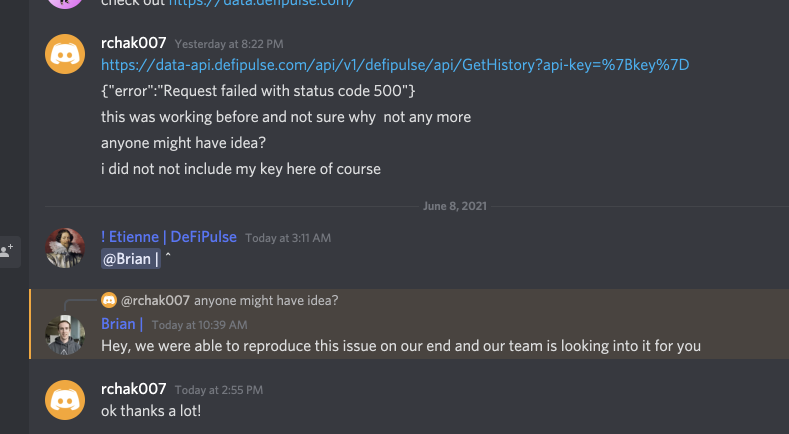 check out https://data.defipulse.com/
rchak007 Yesterday at 8:22 PM
https://data-api.defipulse.com/api/v1/defipulse/api/GetHistory?api-key=%7Bkey%7D
{"error":"Request failed with status code 500"}
this was working before and not sure why  not any more
anyone might have idea?
i did not not include my key here of course
June 8, 2021
! Etienne | DeFiPulse Today at 3:11 AM
@Brian | ^
@rchak007 anyone might have idea?
Brian | Today at 10:39 AM
Hey, we were able to reproduce this issue on our end and our team is looking into it for you
rchak007 Today at 2:55 PM
ok thanks a lot!